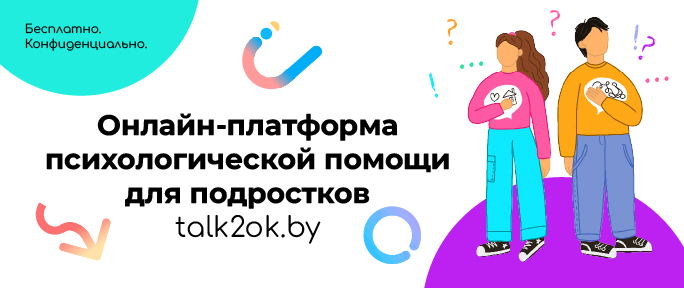 Бесплатно.
Конфиденциально.
Онлайн-платформа
психологической помощи
для подростков
talk2ok.by